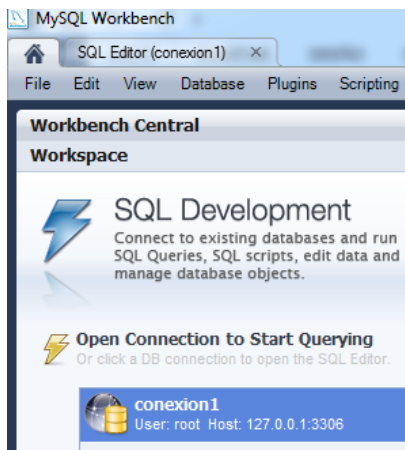 MySQL Workbench
SQL Editor (conexion1) ×
File Edit View Database Plugins Scripting
Workbench Central
Workspace
SQL Development
Connect to existing databases and run
SQL Queries, SQL scripts, edit data and
manage database objects.
Open Connection to Start Querying
Or click a DB connection to open the SQL Editor.
conexion1
User: root Host: 127.0.0.1:3306